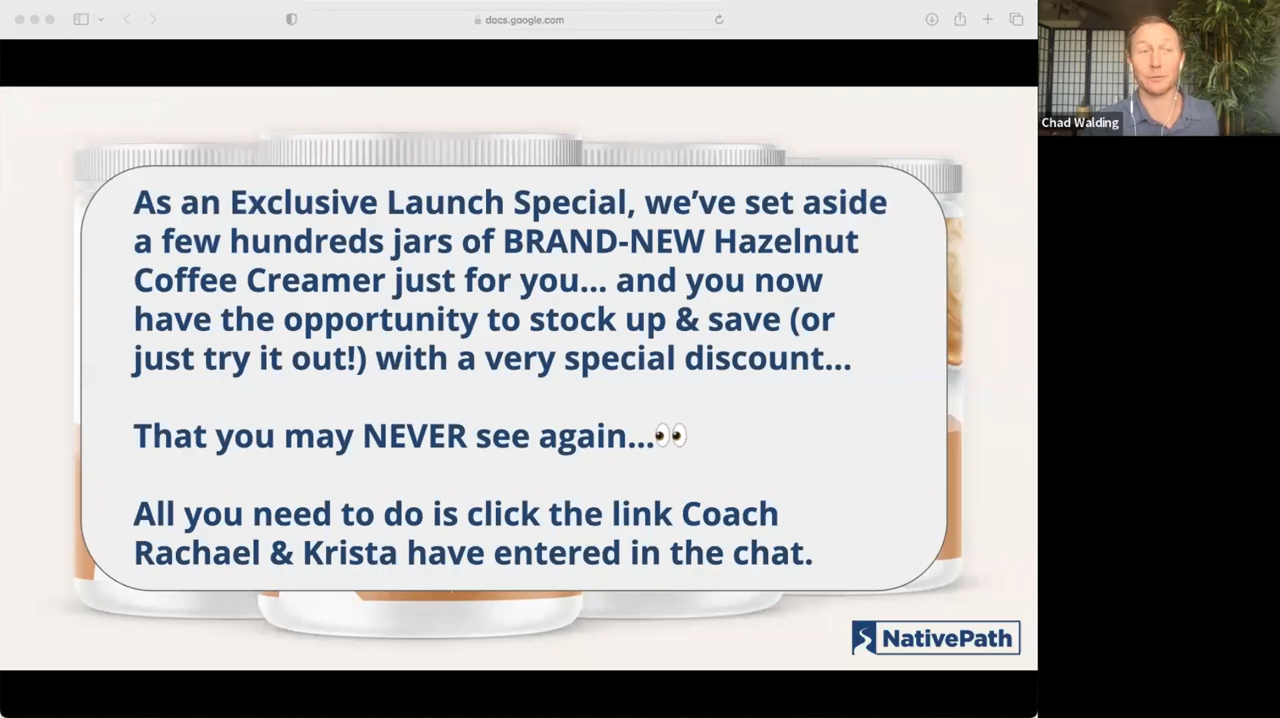 docs.google.com
Chad Walding
As an Exclusive Launch Special, we've set aside
a few hundreds jars of BRAND-NEW Hazelnut
Coffee Creamer just for you... and you now
have the opportunity to stock up & save (or
just try it out!) with a very special discount...
That you may NEVER see again...👀
All you need to do is click the link Coach
Rachael & Krista have entered in the chat.
NativePath